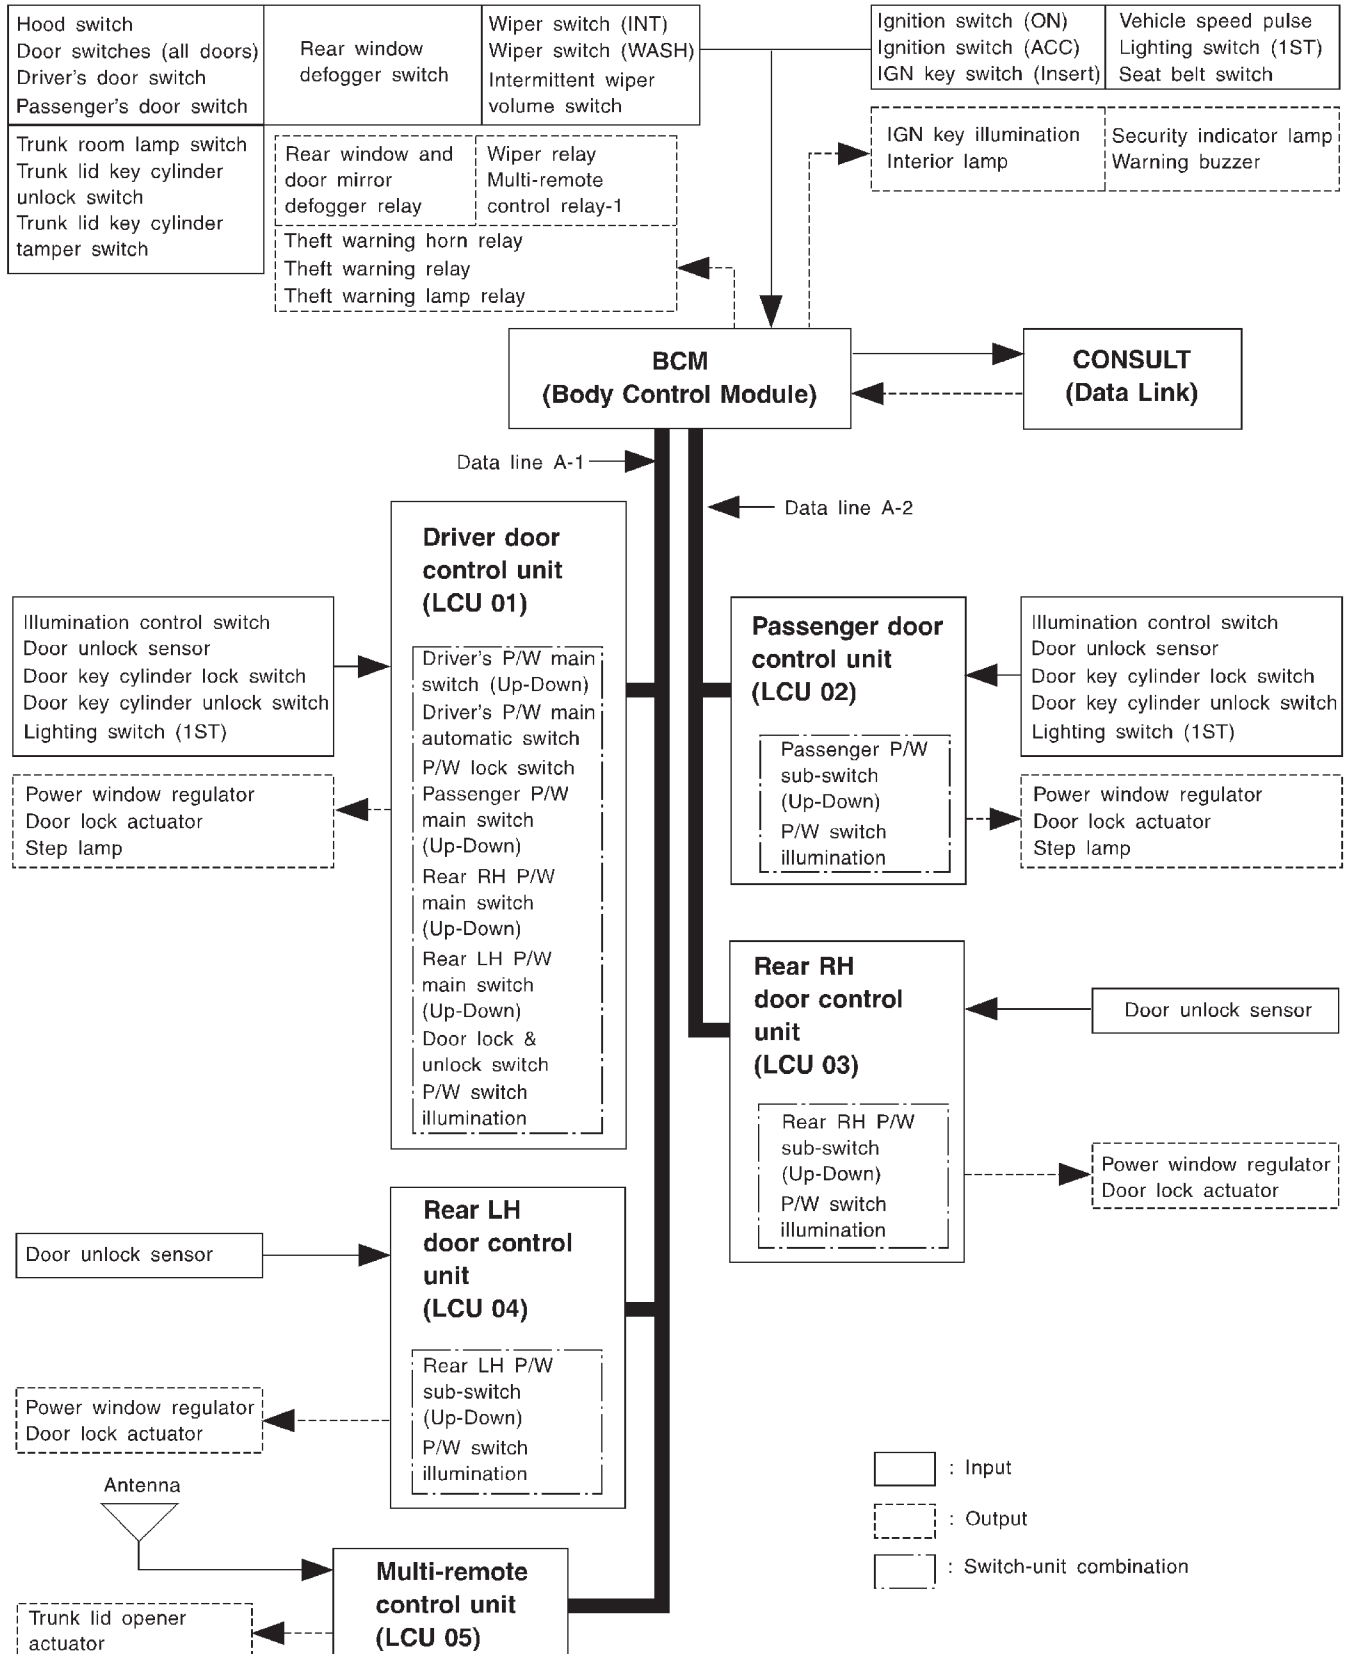 Hood switch
Door switches (all doors)
Driver's door switch
Passenger's door switch
Rear window
defogger switch
Wiper switch (INT)
Wiper switch (WASH)
Intermittent wiper
volume switch
Ignition switch (ON)
Ignition switch (ACC)
IGN key switch (Insert)
Vehicle speed pulse
Lighting switch (1ST)
Seat belt switch
Trunk room lamp switch
Trunk lid key cylinder
unlock switch
Trunk lid key cylinder
tamper switch
Rear window and
door mirror
defogger relay
Wiper relay
Multi-remote
control relay-1
Theft warning horn relay
Theft warning relay
Theft warning lamp relay
IGN key illumination
Interior lamp
Security indicator lamp
Warning buzzer
BCM
(Body Control Module)
CONSULT
(Data Link)
Data line A-1
Data line A-2
Driver door
control unit
(LCU 01)
Driver's P/W main
switch (Up-Down)
Driver's P/W main
automatic switch
P/W lock switch
Passenger P/W
main switch
(Up-Down)
Rear RH P/W
main switch
(Up-Down)
Rear LH P/W
main switch
(Up-Down)
Door lock &
unlock switch
P/W switch
illumination
Illumination control switch
Door unlock sensor
Door key cylinder lock switch
Door key cylinder unlock switch
Lighting switch (1ST)
Power window regulator
Door lock actuator
Step lamp
Passenger door
control unit
(LCU 02)
Passenger P/W
sub-switch
(Up-Down)
P/W switch
illumination
Illumination control switch
Door unlock sensor
Door key cylinder lock switch
Door key cylinder unlock switch
Lighting switch (1ST)
Power window regulator
Door lock actuator
Step lamp
Rear RH
door control
unit
(LCU 03)
Rear RH P/W
sub-switch
(Up-Down)
P/W switch
illumination
Door unlock sensor
Power window regulator
Door lock actuator
Rear LH
door control
unit
(LCU 04)
Rear LH P/W
sub-switch
(Up-Down)
P/W switch
illumination
Door unlock sensor
Power window regulator
Door lock actuator
Antenna
Multi-remote
control unit
(LCU 05)
Trunk lid opener
actuator
: Input
: Output
: Switch-unit combination